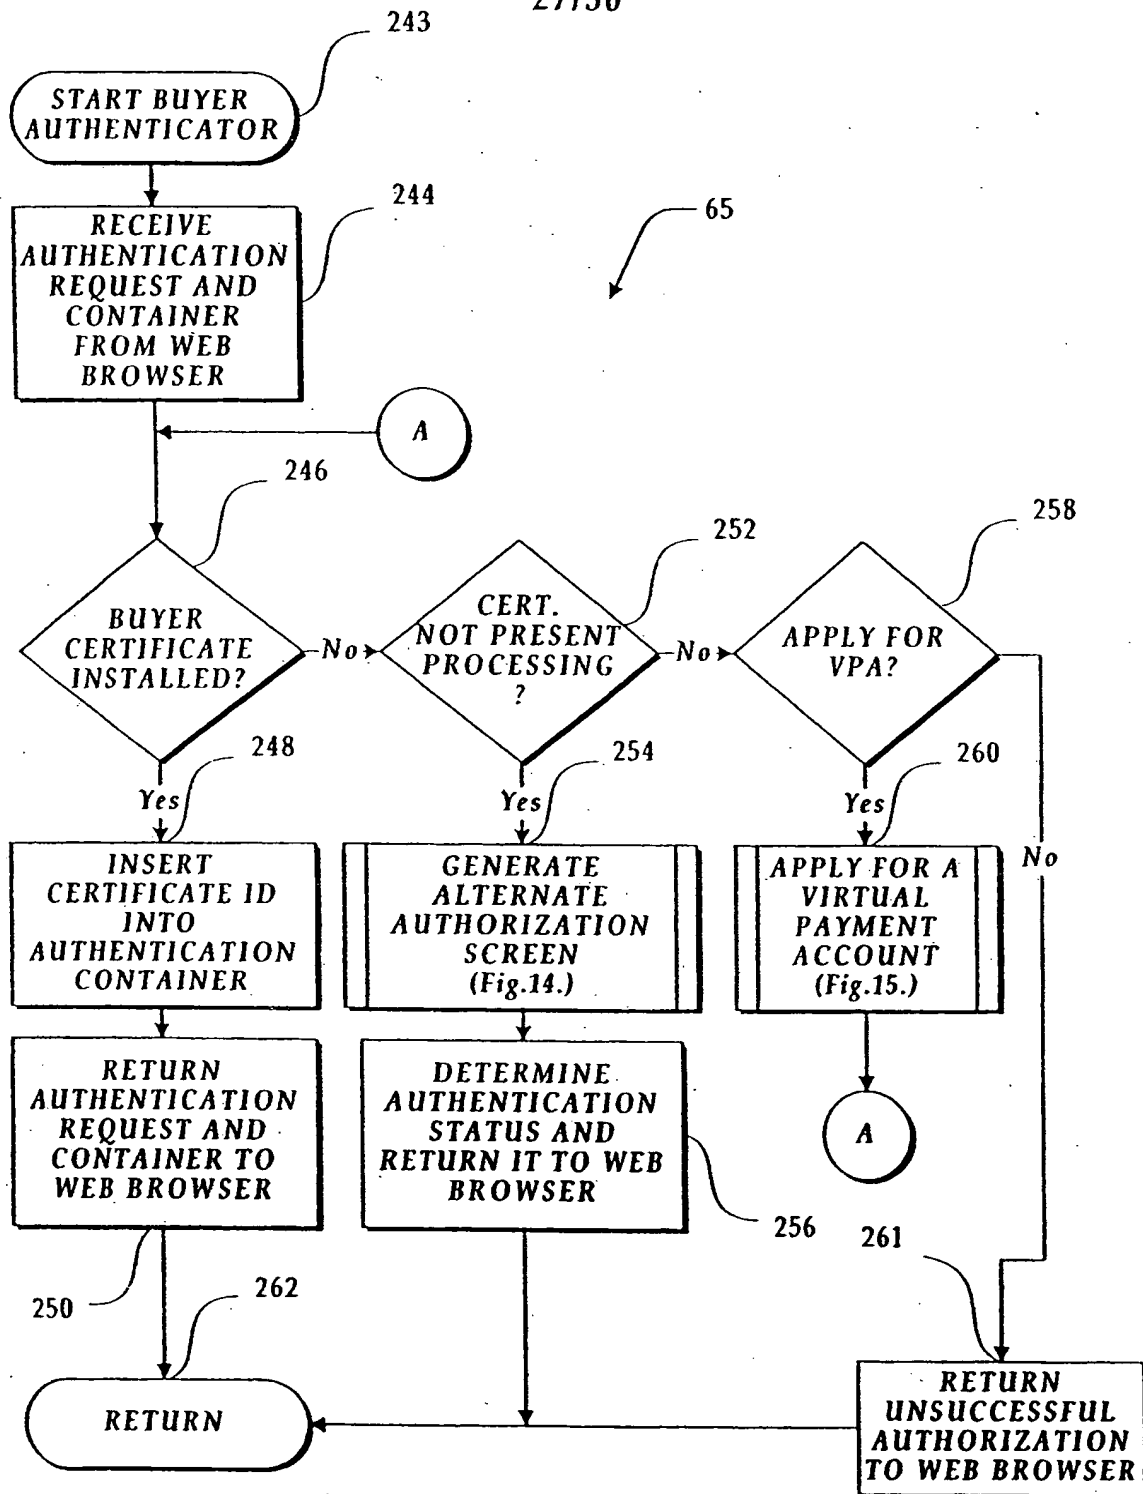 243
START BUYER
AUTHENTICATOR
244
RECEIVE
AUTHENTICATION
REQUEST AND
CONTAINER
FROM WEB
BROWSER
65
A
246
BUYER
CERTIFICATE
INSTALLED?
No
252
CERT.
NOT PRESENT
PROCESSING
?
No
258
APPLY FOR
VPA?
No
Yes
248
INSERT
CERTIFICATE ID
INTO
AUTHENTICATION
CONTAINER
Yes
254
GENERATE
ALTERNATE
AUTHORIZATION
SCREEN
(Fig.14.)
Yes
260
APPLY FOR A
VIRTUAL
PAYMENT
ACCOUNT
(Fig.15.)
RETURN
AUTHENTICATION
REQUEST AND
CONTAINER TO
WEB BROWSER
250
DETERMINE
AUTHENTICATION
STATUS AND
RETURN IT TO WEB
BROWSER
256
A
261
262
RETURN
RETURN
UNSUCCESSFUL
AUTHORIZATION
TO WEB BROWSER